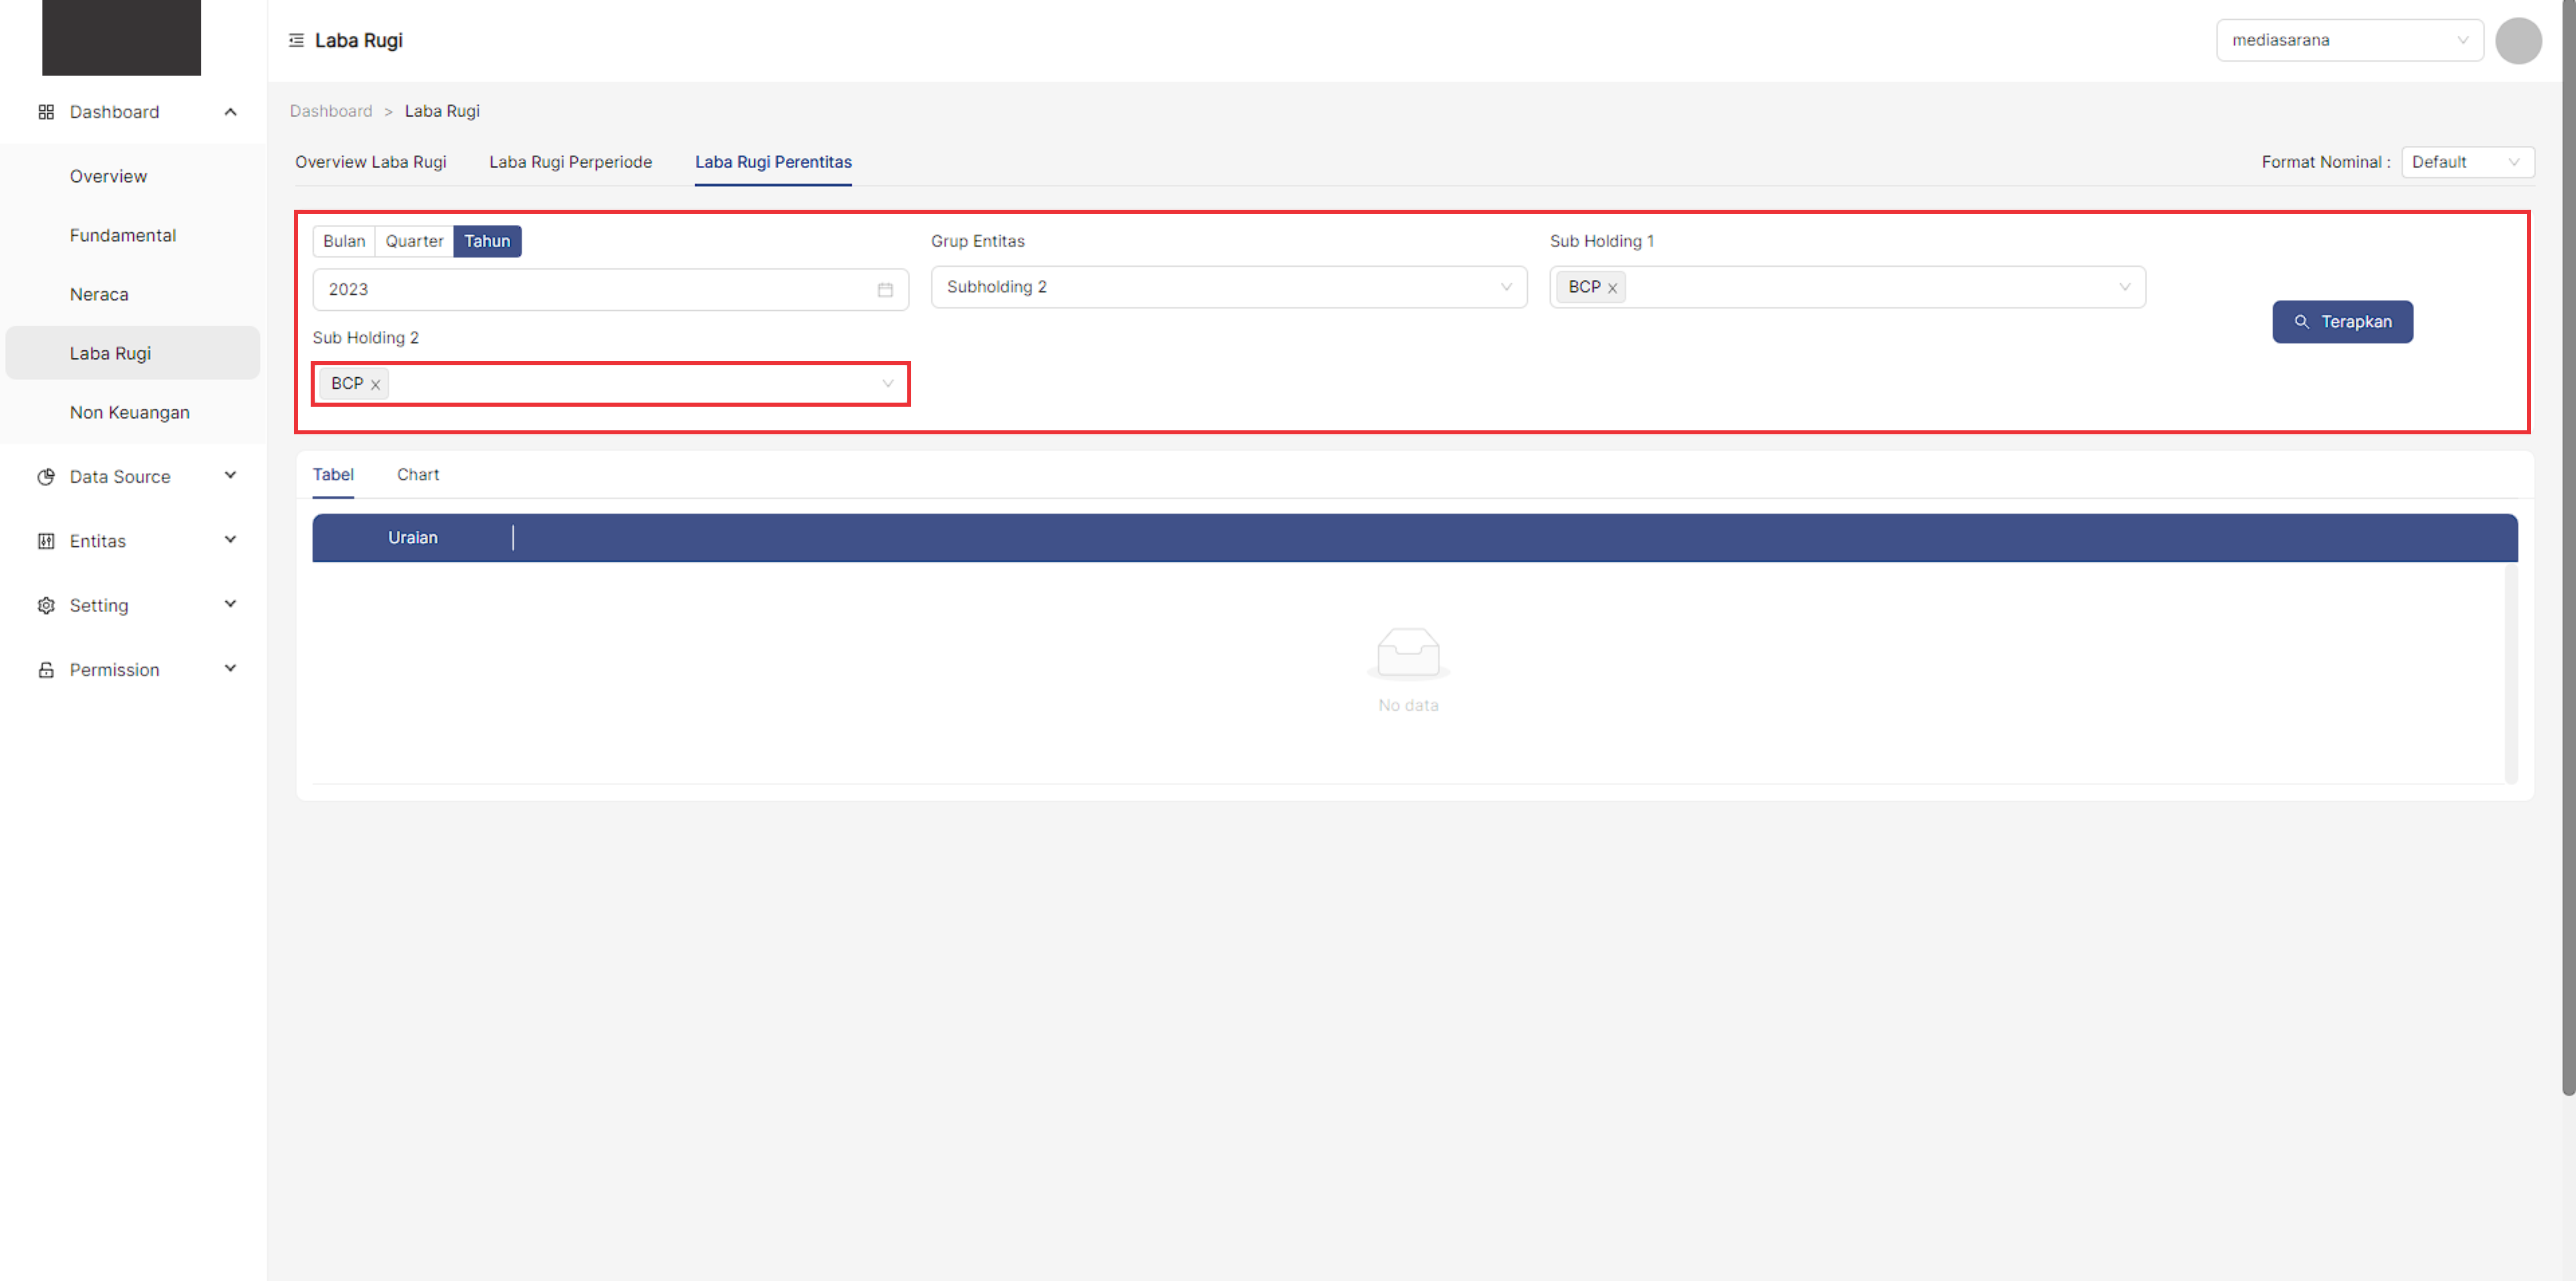 Laba Rugi
mediasarana
Dashboard
Overview
Fundamental
Neraca
Laba Rugi
Non Keuangan
Data Source
Entitas
Setting
Permission
Dashboard > Laba Rugi
Overview Laba Rugi Laba Rugi Perperiode Laba Rugi Perentitas
Format Nominal : Default
Bulan Quarter Tahun
2023
Grup Entitas
Subholding 2
Sub Holding 1
BCP
Terapkan
Sub Holding 2
BCP
Tabel Chart
Uraian
No data